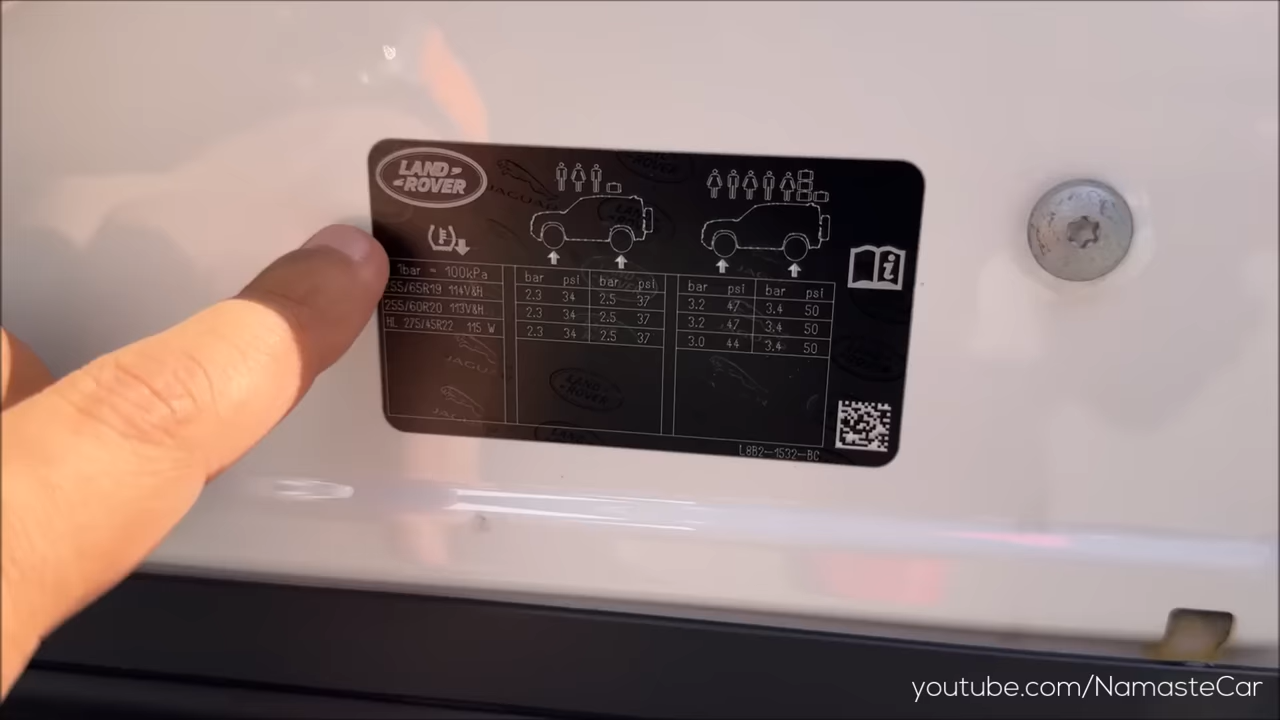 LAND ROVER
JAGUAR
1bar = 100kPa
bar psi bar psi bar psi bar psi
255/65R19 114V&H 2.3 34 2.5 37 3.2 47 3.4 50
255/60R20 113V&H 2.3 34 2.5 37 3.2 47 3.4 50
HL 275/45R22 115 W 2.3 34 2.5 37 3.0 44 3.4 50
LAND ROVER
L8B2-1532-BC
youtube.com/NamasteCar